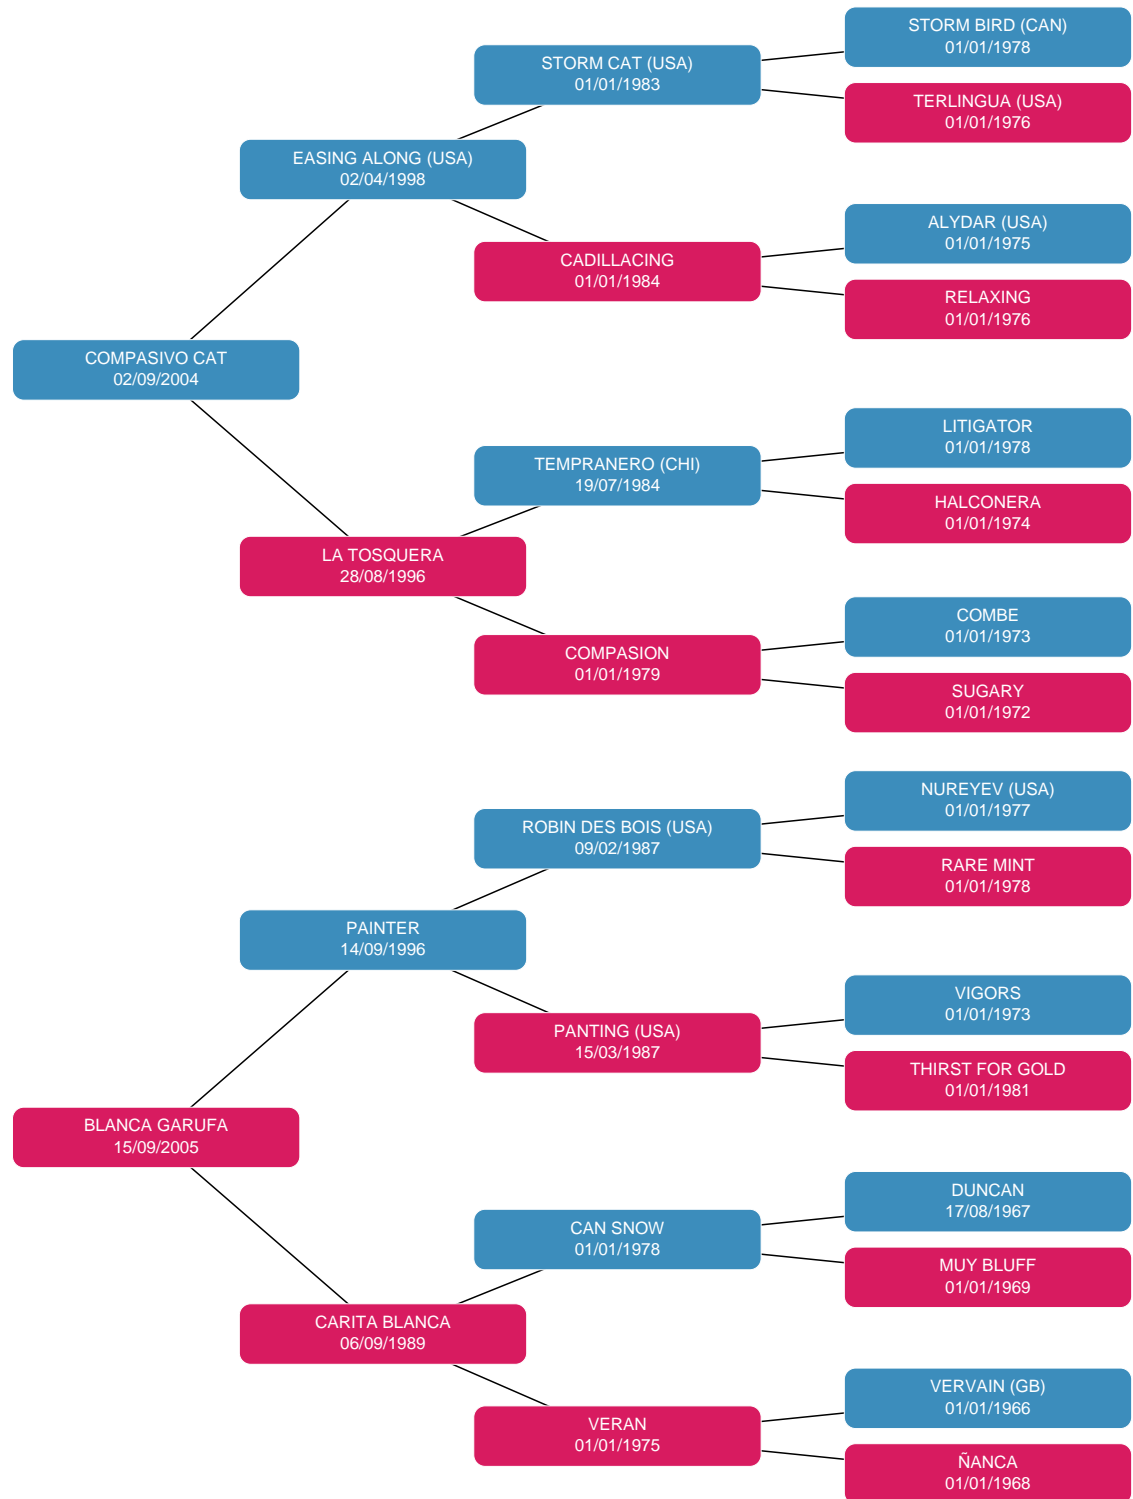 STORM BIRD (CAN)
01/01/1978
STORM CAT (USA)
01/01/1983
TERLINGUA (USA)
01/01/1976
EASING ALONG (USA)
02/04/1998
ALYDAR (USA)
01/01/1975
CADILLACING
01/01/1984
RELAXING
01/01/1976
COMPASIVO CAT
02/09/2004
LITIGATOR
01/01/1978
TEMPRANERO (CHI)
19/07/1984
HALCONERA
01/01/1974
LA TOSQUERA
28/08/1996
COMBE
01/01/1973
COMPASION
01/01/1979
SUGARY
01/01/1972
NUREYEV (USA)
01/01/1977
ROBIN DES BOIS (USA)
09/02/1987
RARE MINT
01/01/1978
PAINTER
14/09/1996
VIGORS
01/01/1973
PANTING (USA)
15/03/1987
THIRST FOR GOLD
01/01/1981
BLANCA GARUFA
15/09/2005
DUNCAN
17/08/1967
CAN SNOW
01/01/1978
MUY BLUFF
01/01/1969
CARITA BLANCA
06/09/1989
VERVAIN (GB)
01/01/1966
VERAN
01/01/1975
ÑANCA
01/01/1968